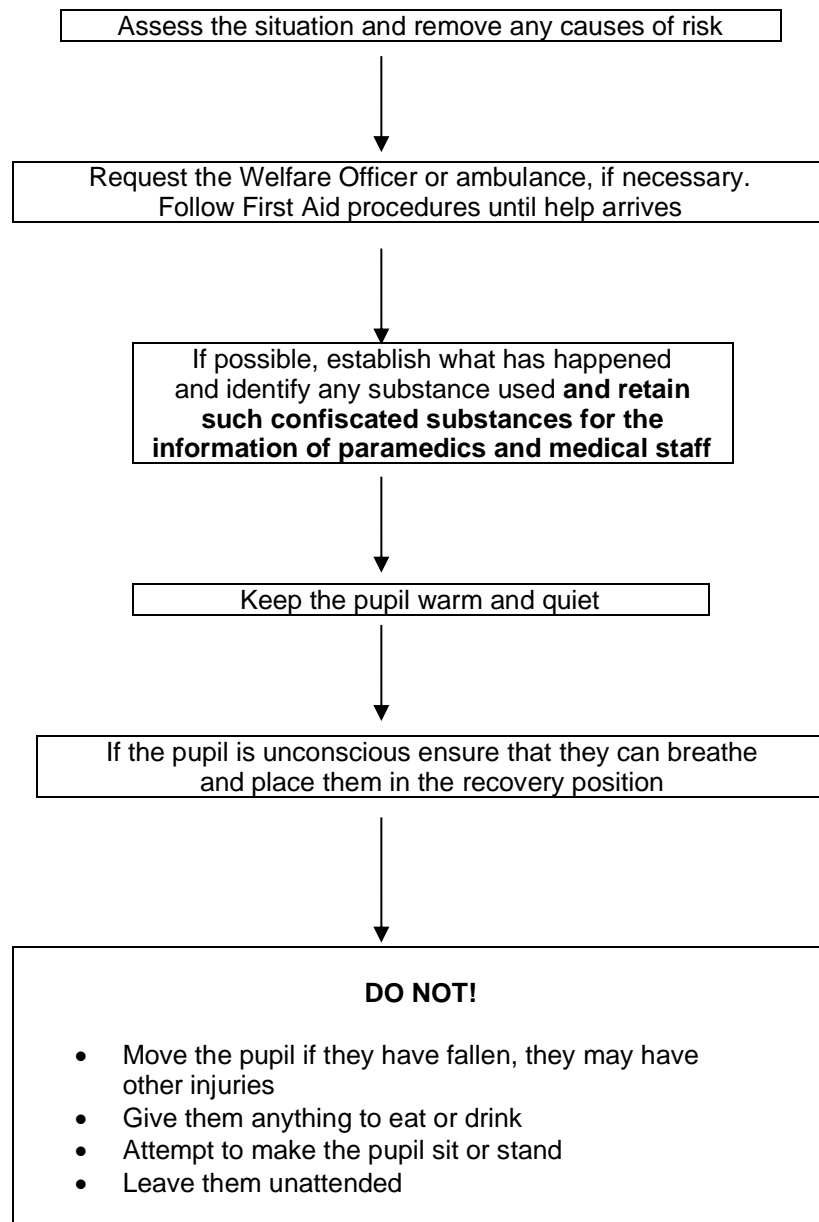 Assess the situation and remove any causes of risk
Request the Welfare Officer or ambulance, if necessary.
Follow First Aid procedures until help arrives
If possible, establish what has happened
and identify any substance used and retain
such confiscated substances for the
information of paramedics and medical staff
Keep the pupil warm and quiet
If the pupil is unconscious ensure that they can breathe
and place them in the recovery position
DO NOT!
• Move the pupil if they have fallen, they may have
other injuries
• Give them anything to eat or drink
• Attempt to make the pupil sit or stand
• Leave them unattended